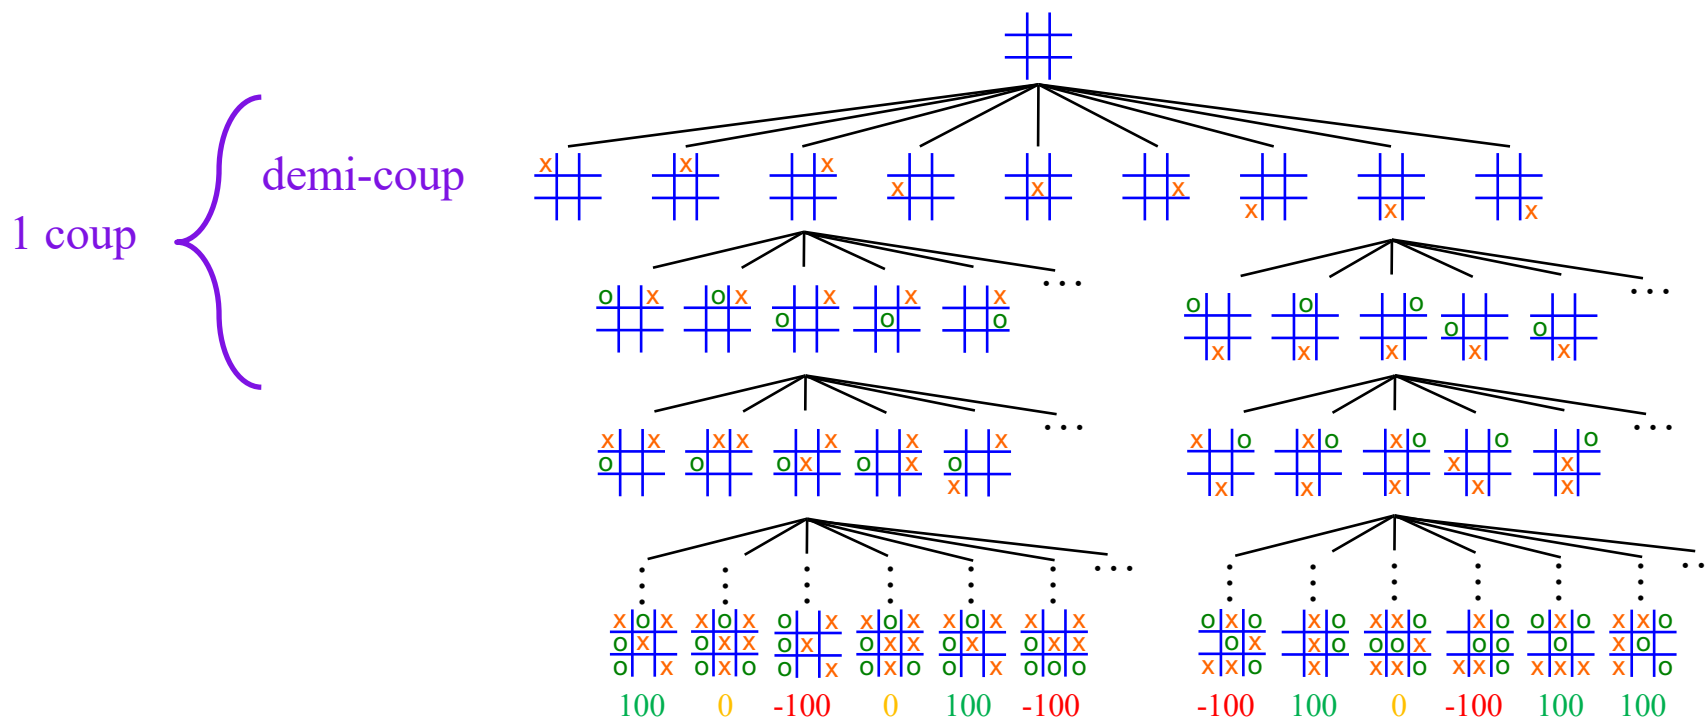 x x x
demi-coup
x x x
x x x
1 coup
...
...
o x o x x x x
o o o
o o o
o o
x x x x x
...
...
x x x x x x x x o x o x o o o
o o o x o x o x x
x x x x x x
...
...
x o x x o x o x x o x x o x x x o x o x o x x o x o o x o x x o
o x o x x o x o x x o x o x x o x x o o o x o o o x o
o x o x o o x o x o o x o o o x x o x o x o x x o x x x o
100 0 -100 0 100 -100 -100 100 0 -100 100 100